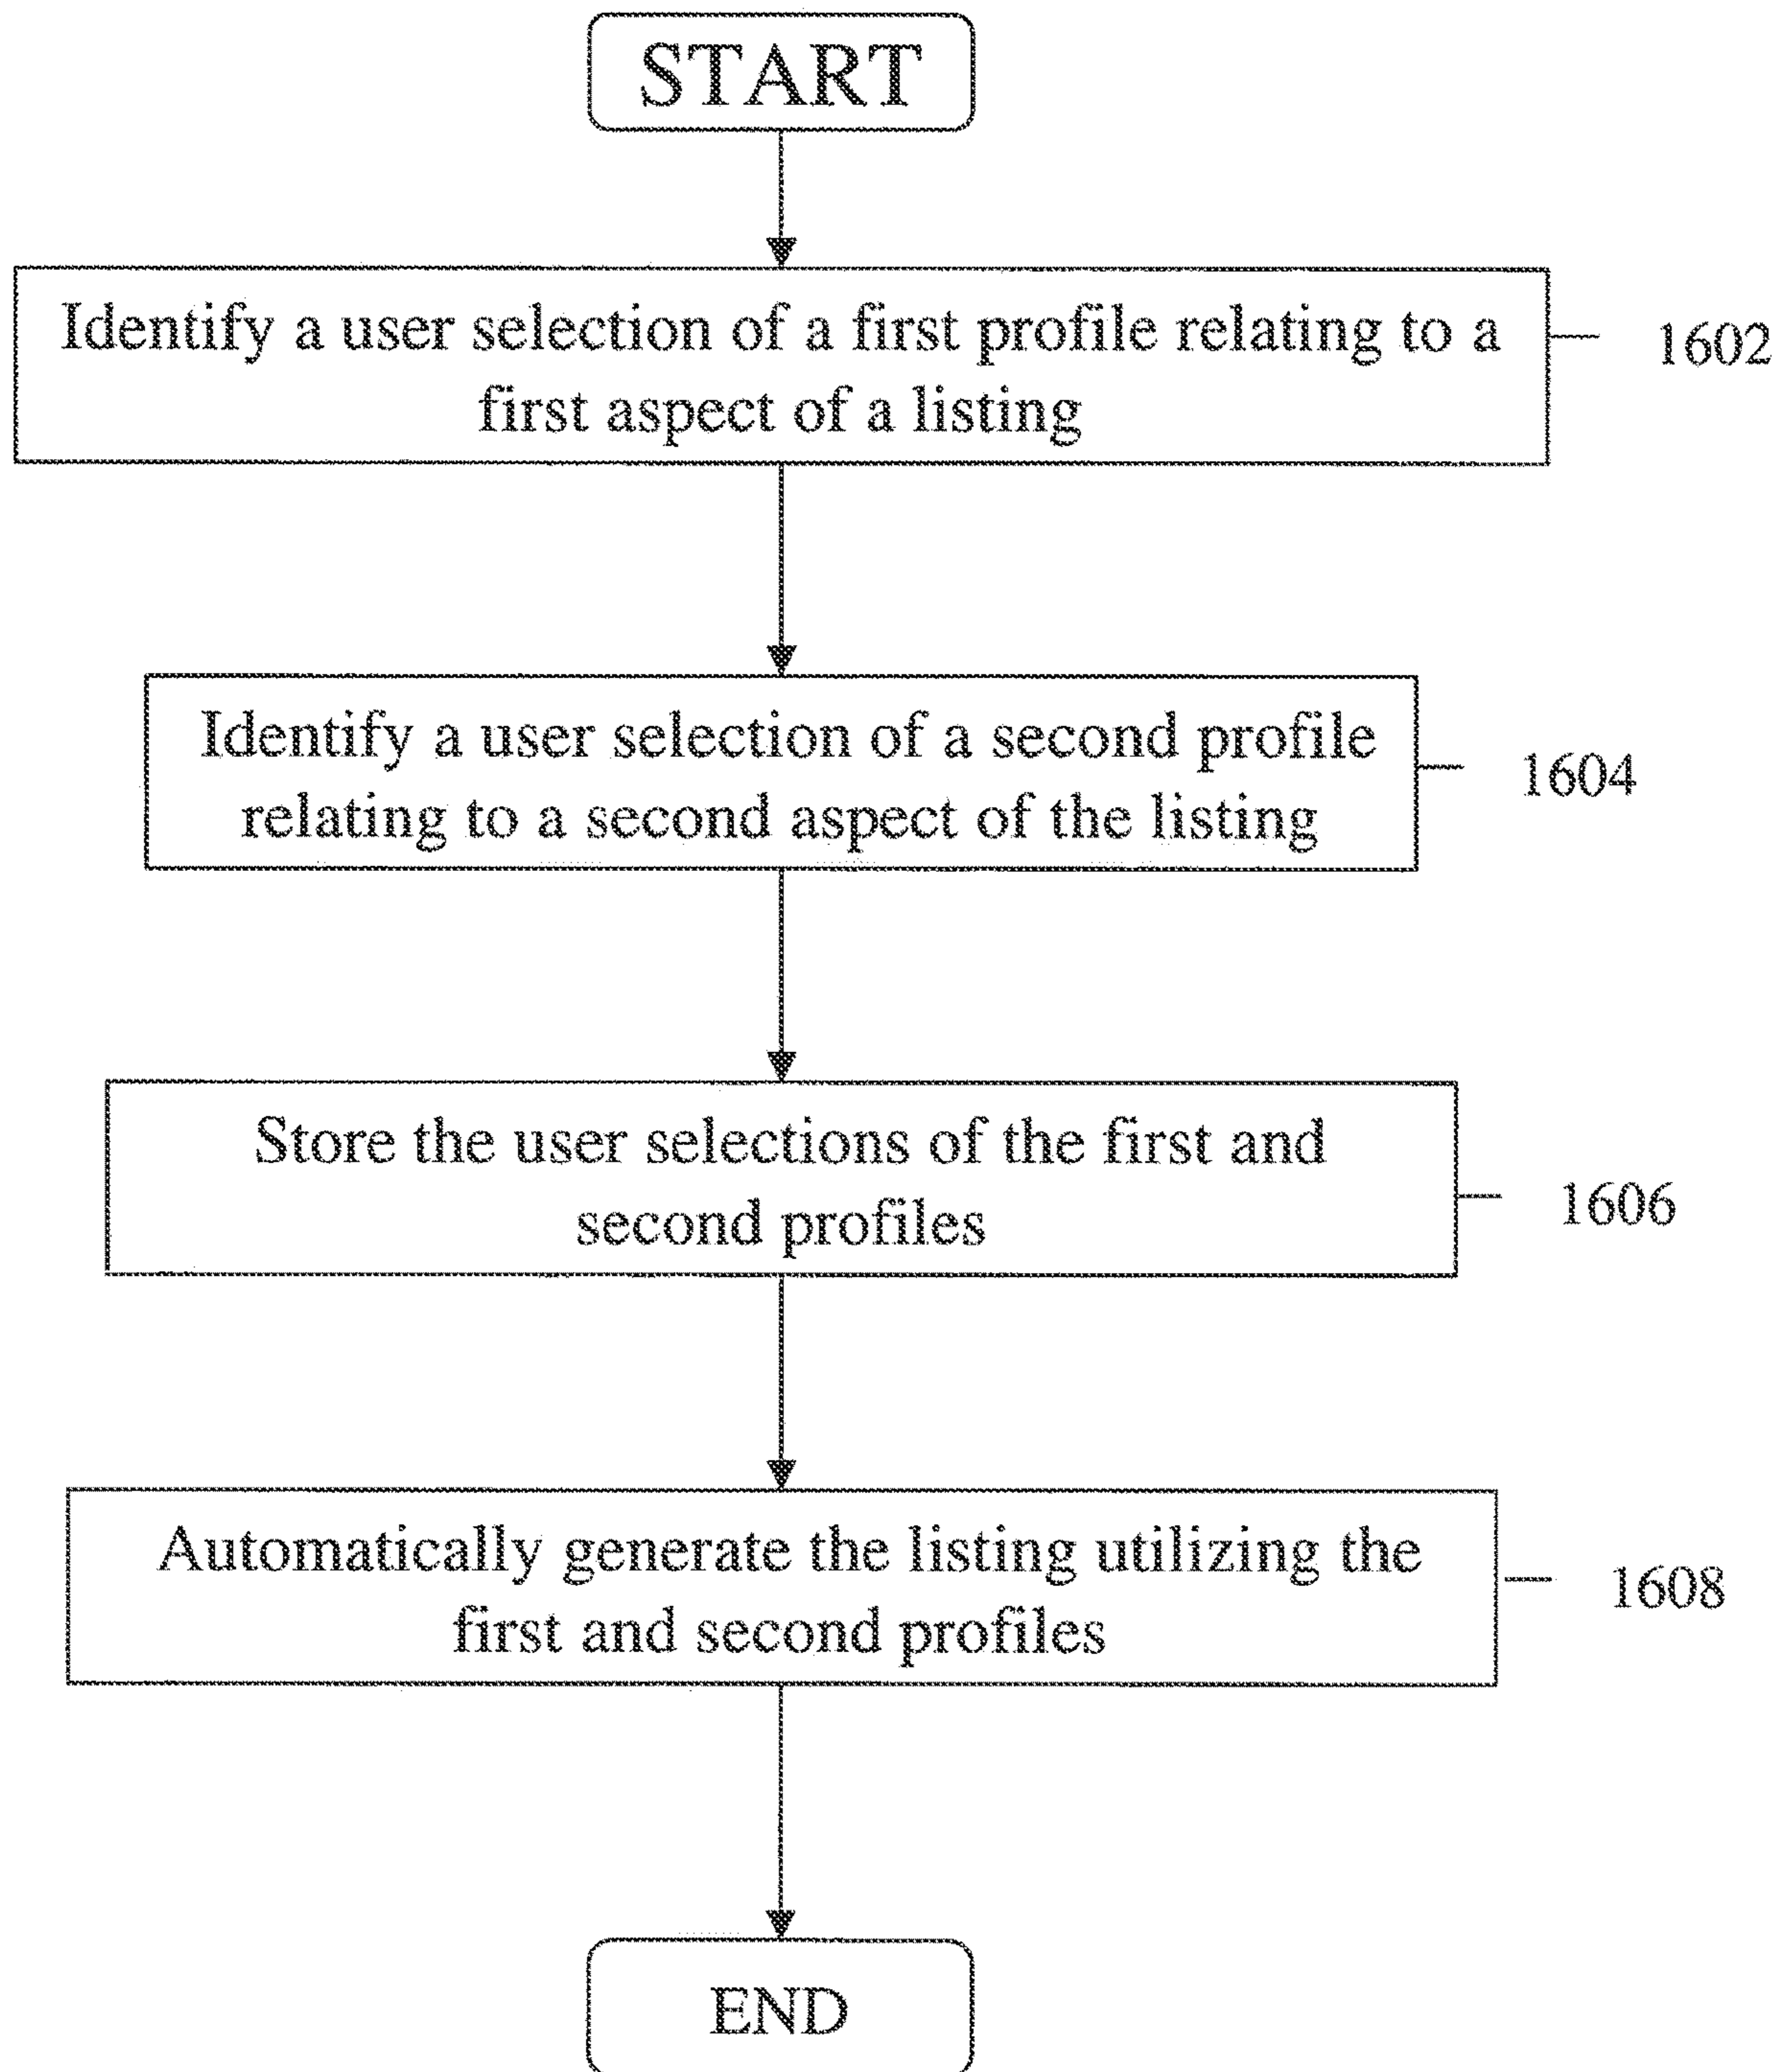 START
Identify a user selection of a first profile relating to a
first aspect of a listing
1602
Identify a user selection of a second profile
relating to a second aspect of the listing
1604
Store the user selections of the first and
second profiles
1606
Automatically generate the listing utilizing the
first and second profiles
1608
END